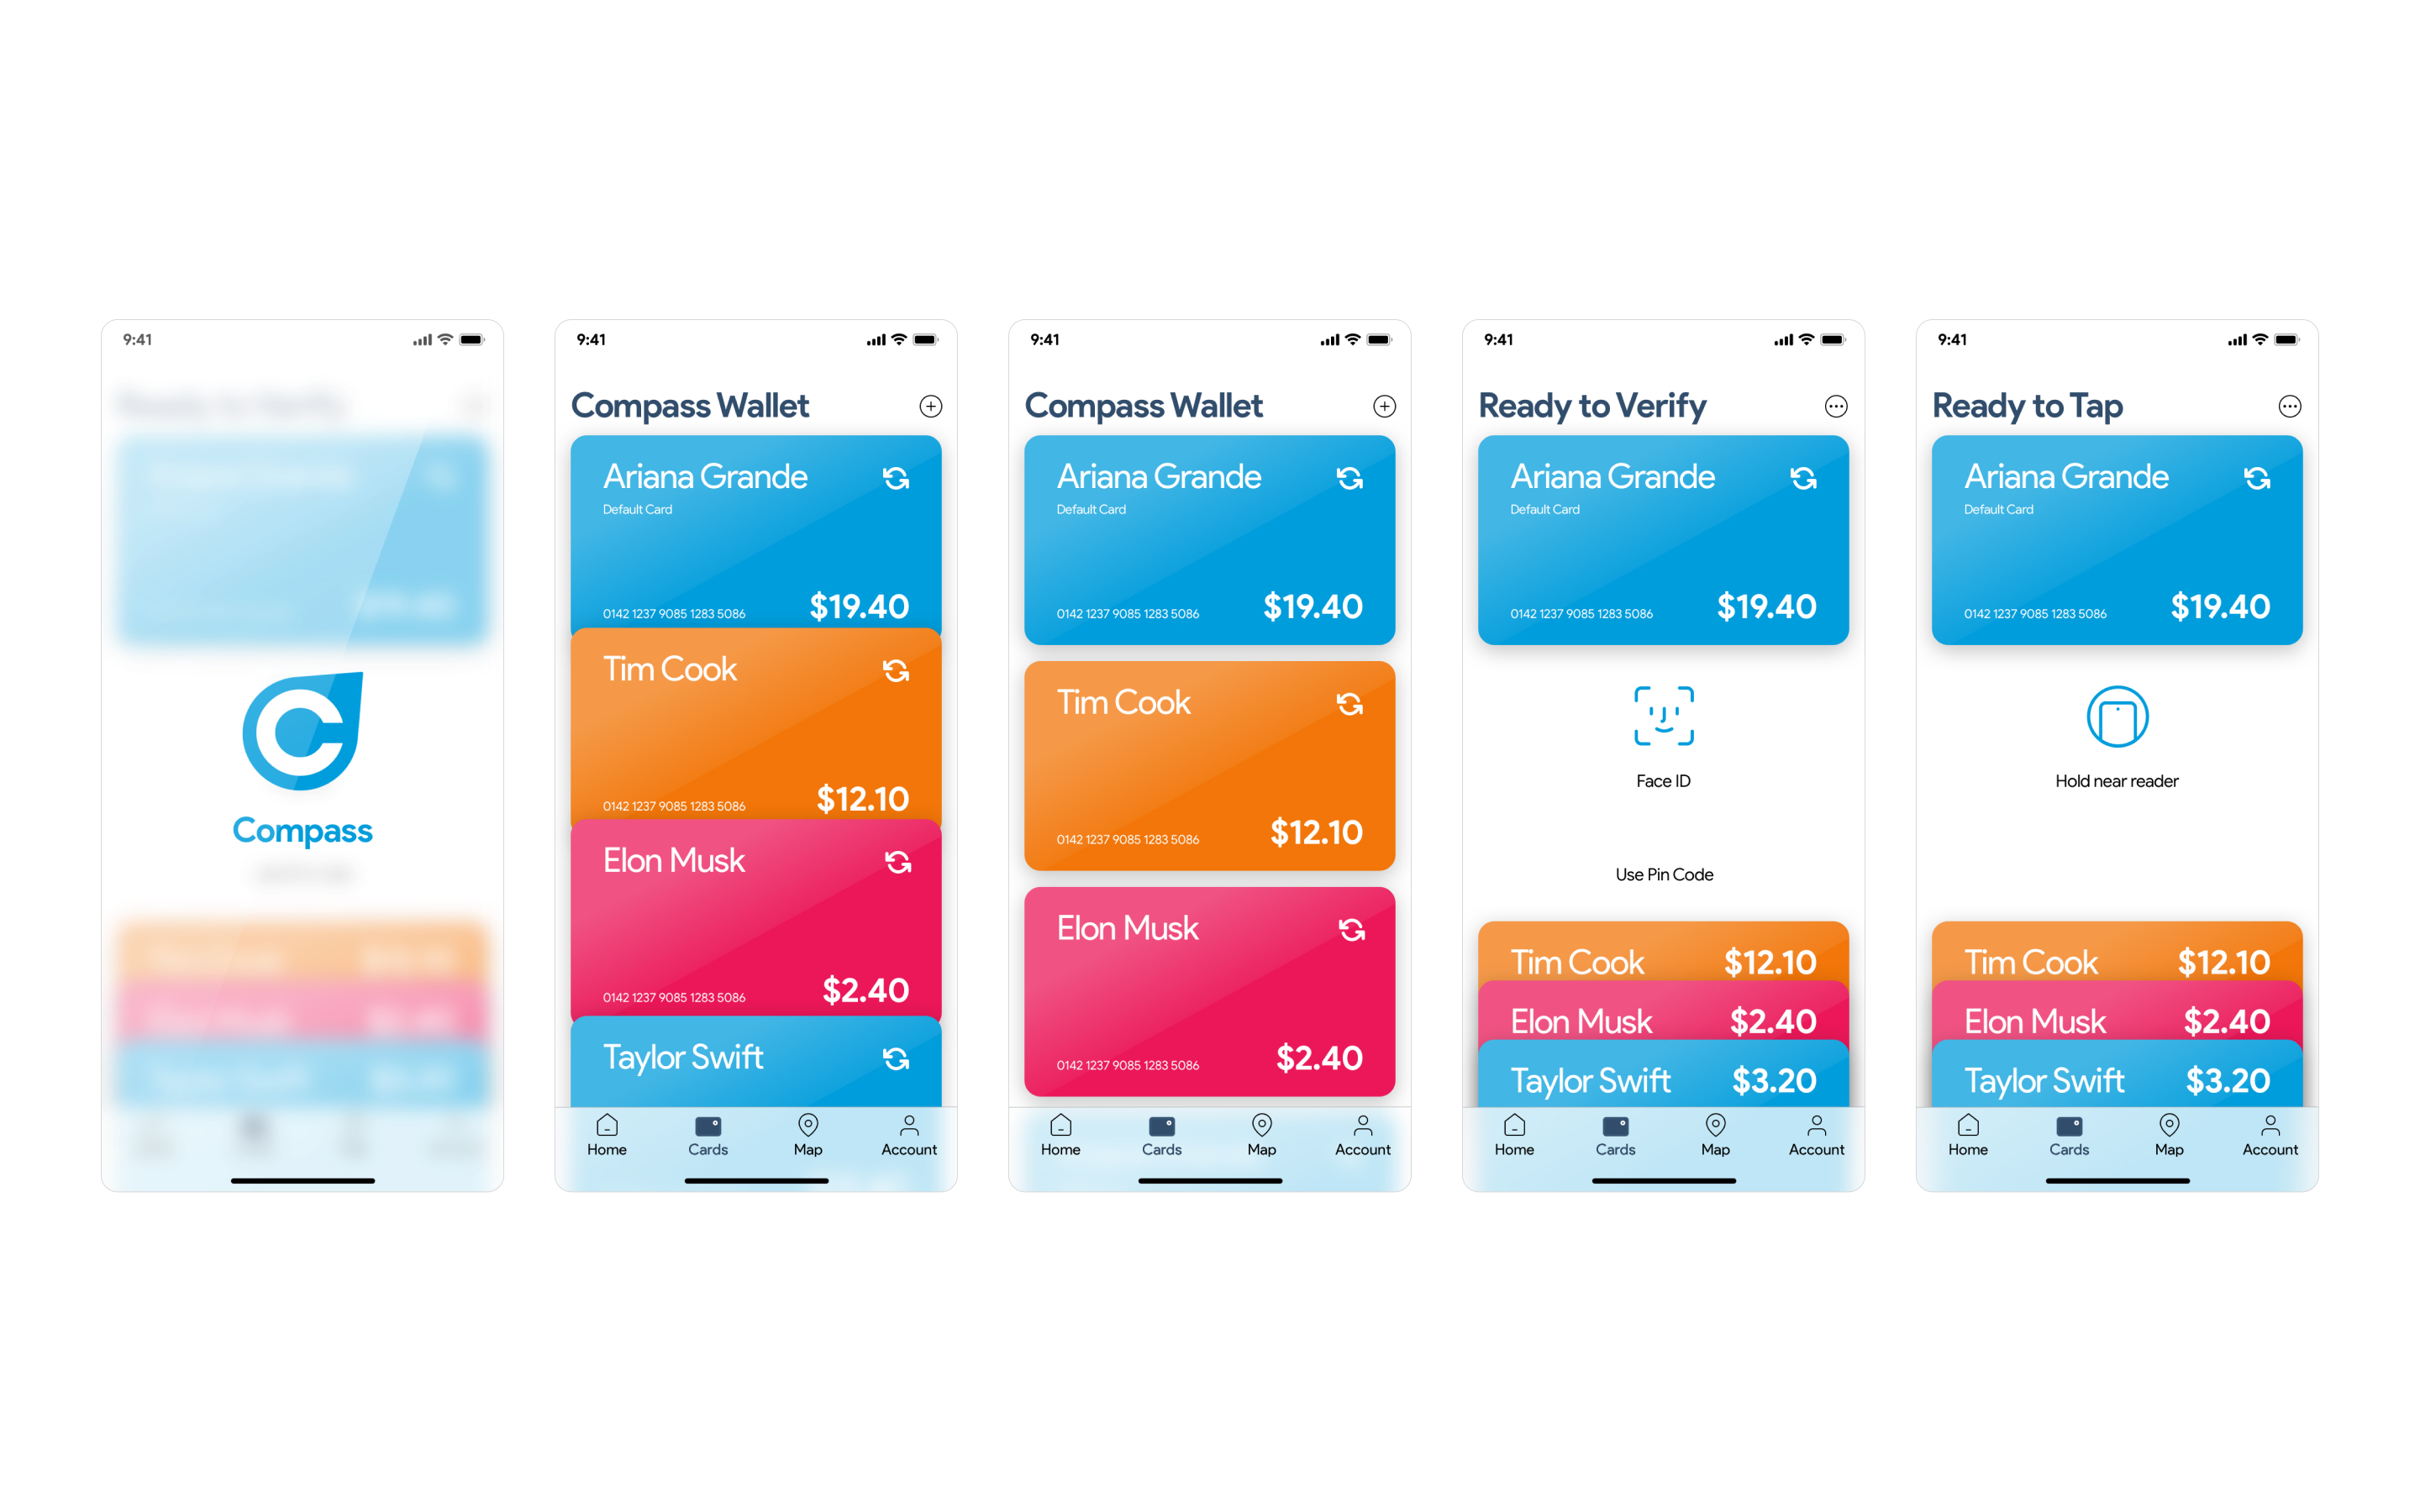 9:41
Compass
9:41
Compass Wallet
Ariana Grande
Default Card
0142 1237 9085 1283 5086 $19.40
Tim Cook
0142 1237 9085 1283 5086 $12.10
Elon Musk
0142 1237 9085 1283 5086 $2.40
Taylor Swift
Home Cards Map Account
9:41
Compass Wallet
Ariana Grande
Default Card
0142 1237 9085 1283 5086 $19.40
Tim Cook
0142 1237 9085 1283 5086 $12.10
Elon Musk
0142 1237 9085 1283 5086 $2.40
Home Cards Map Account
9:41
Ready to Verify
Ariana Grande
Default Card
0142 1237 9085 1283 5086 $19.40
Face ID
Use Pin Code
Tim Cook $12.10
Elon Musk $2.40
Taylor Swift $3.20
Home Cards Map Account
9:41
Ready to Tap
Ariana Grande
Default Card
0142 1237 9085 1283 5086 $19.40
Hold near reader
Tim Cook $12.10
Elon Musk $2.40
Taylor Swift $3.20
Home Cards Map Account